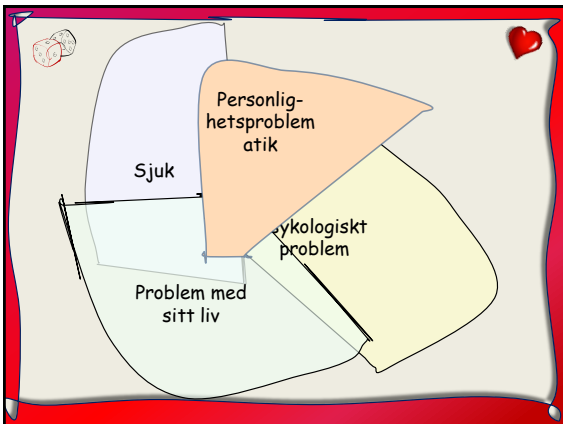 Personlig-
hetsproblem
atik
Sjuk
ykologiskt
problem
Problem med
sitt liv